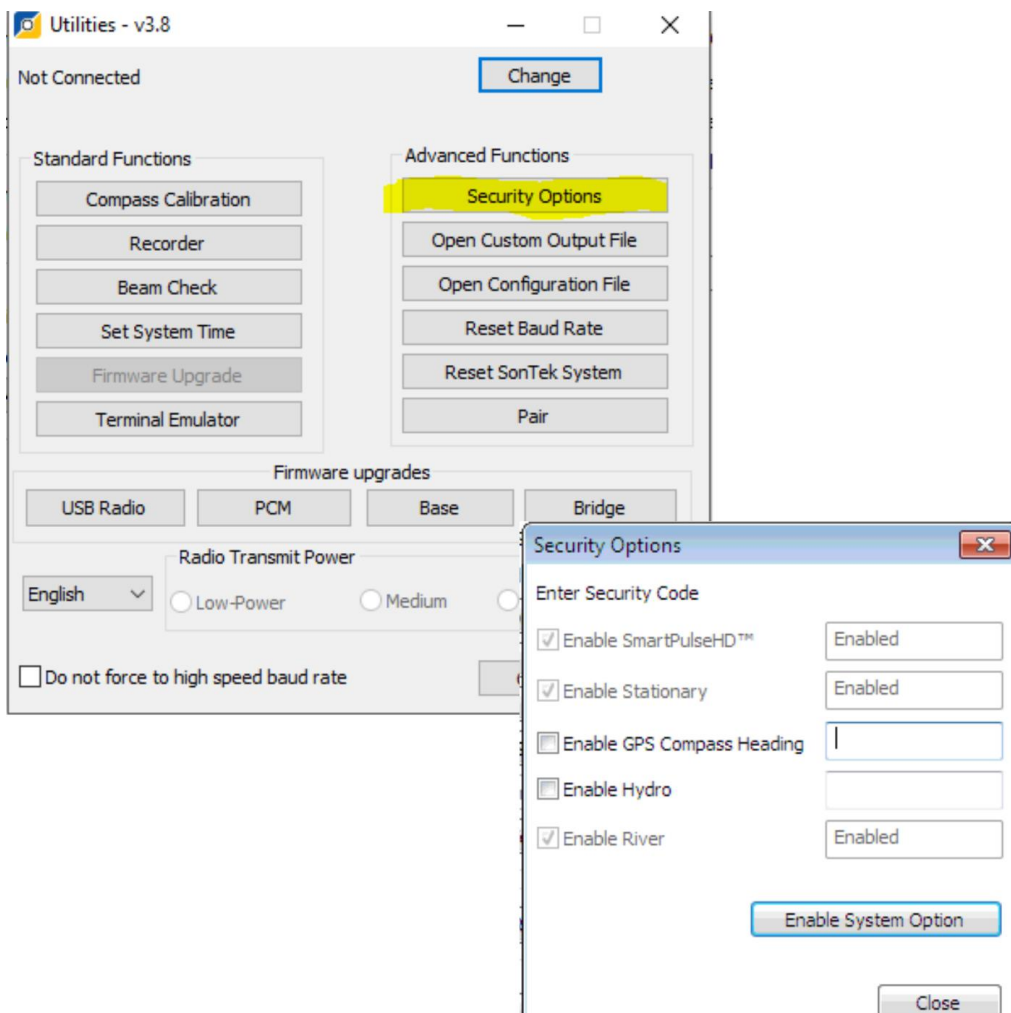 Utilities - v3.8
Not Connected
Change
Standard Functions
Advanced Functions
Compass Calibration
Security Options
Recorder
Open Custom Output File
Beam Check
Open Configuration File
Set System Time
Reset Baud Rate
Firmware Upgrade
Reset SonTek System
Terminal Emulator
Pair
Firmware upgrades
USB Radio
PCM
Base
Bridge
Radio Transmit Power
English
Low-Power
Medium
Do not force to high speed baud rate
Security Options
Enter Security Code
Enable SmartPulseHD™
Enabled
Enable Stationary
Enabled
Enable GPS Compass Heading
Enable Hydro
Enable River
Enabled
Enable System Option
Close